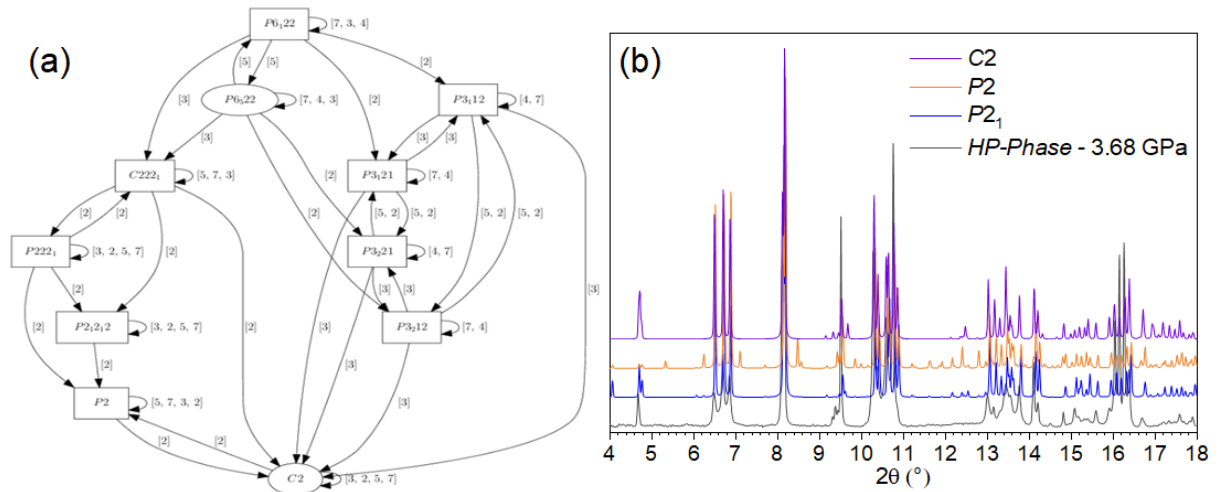 (a)
P6₁22
[7, 3, 4]
[5]
[5]
[2]
[3]
[2]
P6₅22
[7, 4, 3]
P3₁12
[4, 7]
[3]
[3]
[3]
C222₁
[5, 7, 3]
[2]
P3₁21
[7, 4]
[2]
[2]
[2]
[2]
[5, 2]
[5, 2]
[5, 2]
P222₁
[3, 2, 5, 7]
P3₂21
[4, 7]
[2]
[3]
[3]
[3]
[2]
P2₁2₁2
[3, 2, 5, 7]
P3₂12
[7, 4]
[3]
[2]
[3]
[3]
P2
[5, 7, 3, 2]
[2]
[2]
C2
[3, 2, 5, 7]
(b)
C2
P2
P2₁
HP-Phase - 3.68 GPa
4 5 6 7 8 9 10 11 12 13 14 15 16 17 18
2θ (°)